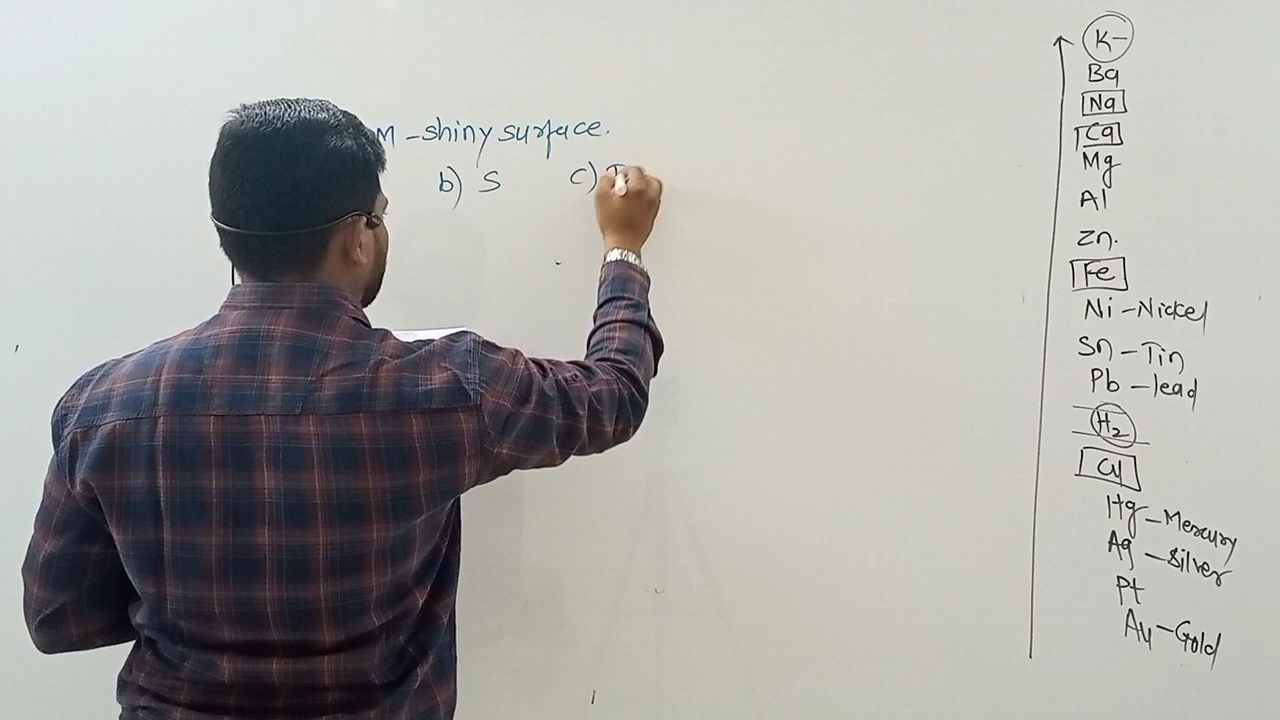 M - shiny surface.
b) S c)
K -
Ba
Na
Ca
Mg
Al
Zn.
Fe
Ni - Nickel
Sn - Tin
Pb - lead
H2
Cu
Hg - Mercury
Ag - Silver
Pt
Au - Gold